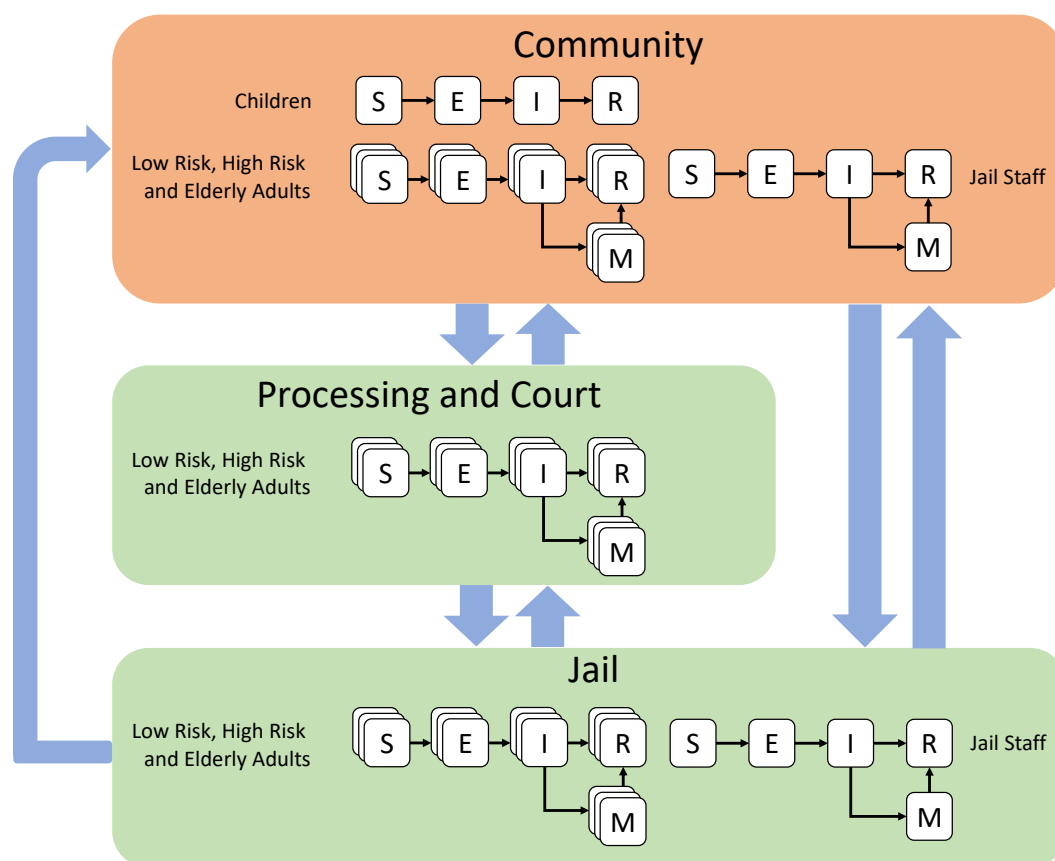 Community
Children
S E I R
Low Risk, High Risk
and Elderly Adults
S E I R
M
S E I R
M
Jail Staff
Processing and Court
Low Risk, High Risk
and Elderly Adults
S E I R
M
Jail
Low Risk, High Risk
and Elderly Adults
S E I R
M
S E I R
M
Jail Staff